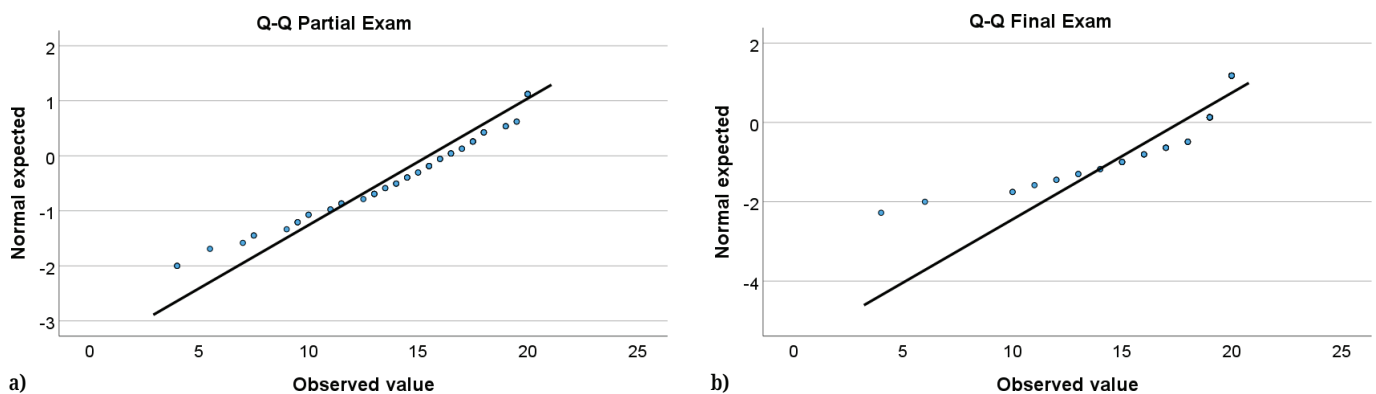 Q-Q Partial Exam
Normal expected
2
1
0
-1
-2
-3
0 5 10 15 20 25
Observed value
a)
Q-Q Final Exam
Normal expected
2
0
-2
-4
0 5 10 15 20 25
Observed value
b)